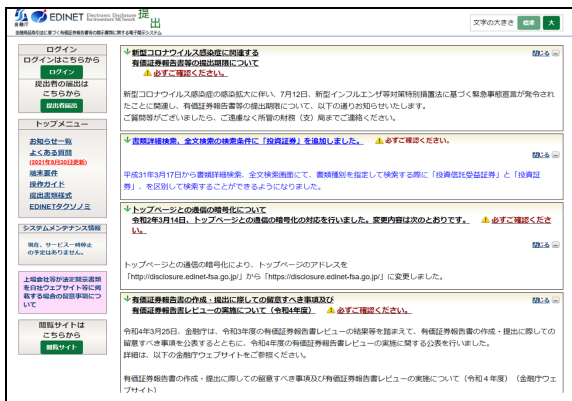 金融庁
EDINET Electronic Disclosure for Investors' NETwork 提出
金融商品取引法に基づく有価証券報告書等の開示書類に関する電子開示システム
文字の大きさ 標準 大
ログイン
ログインはこちらから
ログイン
提出者の届出は
こちらから
提出者届出
トップメニュー
お知らせ一覧
よくある質問
(2021年9月30日更新)
端末要件
操作ガイド
提出書類様式
EDINETタクソノミ
システムメンテナンス情報
現在、サービス一時停止
の予定はありません。
上場会社等が法定開示書類
を自社ウェブサイト等に掲
載する場合の留意事項につ
いて
閲覧サイトは
こちらから
閲覧サイト
新型コロナウイルス感染症に関連する
有価証券報告書等の提出期限について
必ずご確認ください。
閉じる
新型コロナウイルス感染症の感染拡大に伴い、7月12日、新型インフルエンザ等対策特別措置法に基づく緊急事態宣言が発令され
たことに関連し、有価証券報告書等の提出期限について、以下の通りお知らせいたします。
ご質問等がございましたら、ご遠慮なく所管の財務（支）局までご連絡ください。
書類詳細検索、全文検索の検索条件に「投資証券」を追加しました。 必ずご確認ください。
閉じる
平成31年3月17日から書類詳細検索、全文検索画面にて、書類種別を指定して検索する際に「投資信託受益証券」と「投資証
券」、を区別して検索することができるようになりました。
トップページとの通信の暗号化について
令和2年3月14日、トップページとの通信の暗号化の対応を行いました。変更内容は次のとおりです。 必ずご確認くださ
い。
閉じる
トップページとの通信の暗号化により、トップページのアドレスを
「http://disclosure.edinet-fsa.go.jp/」から「https://disclosure.edinet-fsa.go.jp/」に変更しました。
有価証券報告書の作成・提出に際しての留意すべき事項及び
有価証券報告書レビューの実施について（令和4年度） 必ずご確認ください。
閉じる
令和4年3月25日、金融庁は、令和3年度の有価証券報告書レビューの結果等を踏まえて、有価証券報告書の作成・提出に際しての
留意すべき事項を公表するとともに、令和4年度の有価証券報告書レビューの実施に関する公表を行いました。
詳細は、以下の金融庁ウェブサイトをご参照ください。
有価証券報告書の作成・提出に際しての留意すべき事項及び有価証券報告書レビューの実施について（令和４年度）（金融庁ウェ
ブサイト）